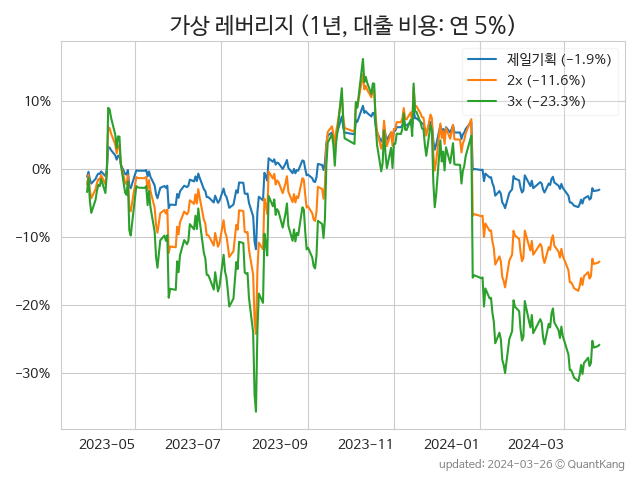 가상 레버리지 (1년, 대출 비용: 연 5%)
제일기획 (−1.9%)
2x (−11.6%)
3x (−23.3%)
10%
0%
−10%
−20%
−30%
2023-05
2023-07
2023-09
2023-11
2024-01
2024-03
updated: 2024-03-26 © QuantKang